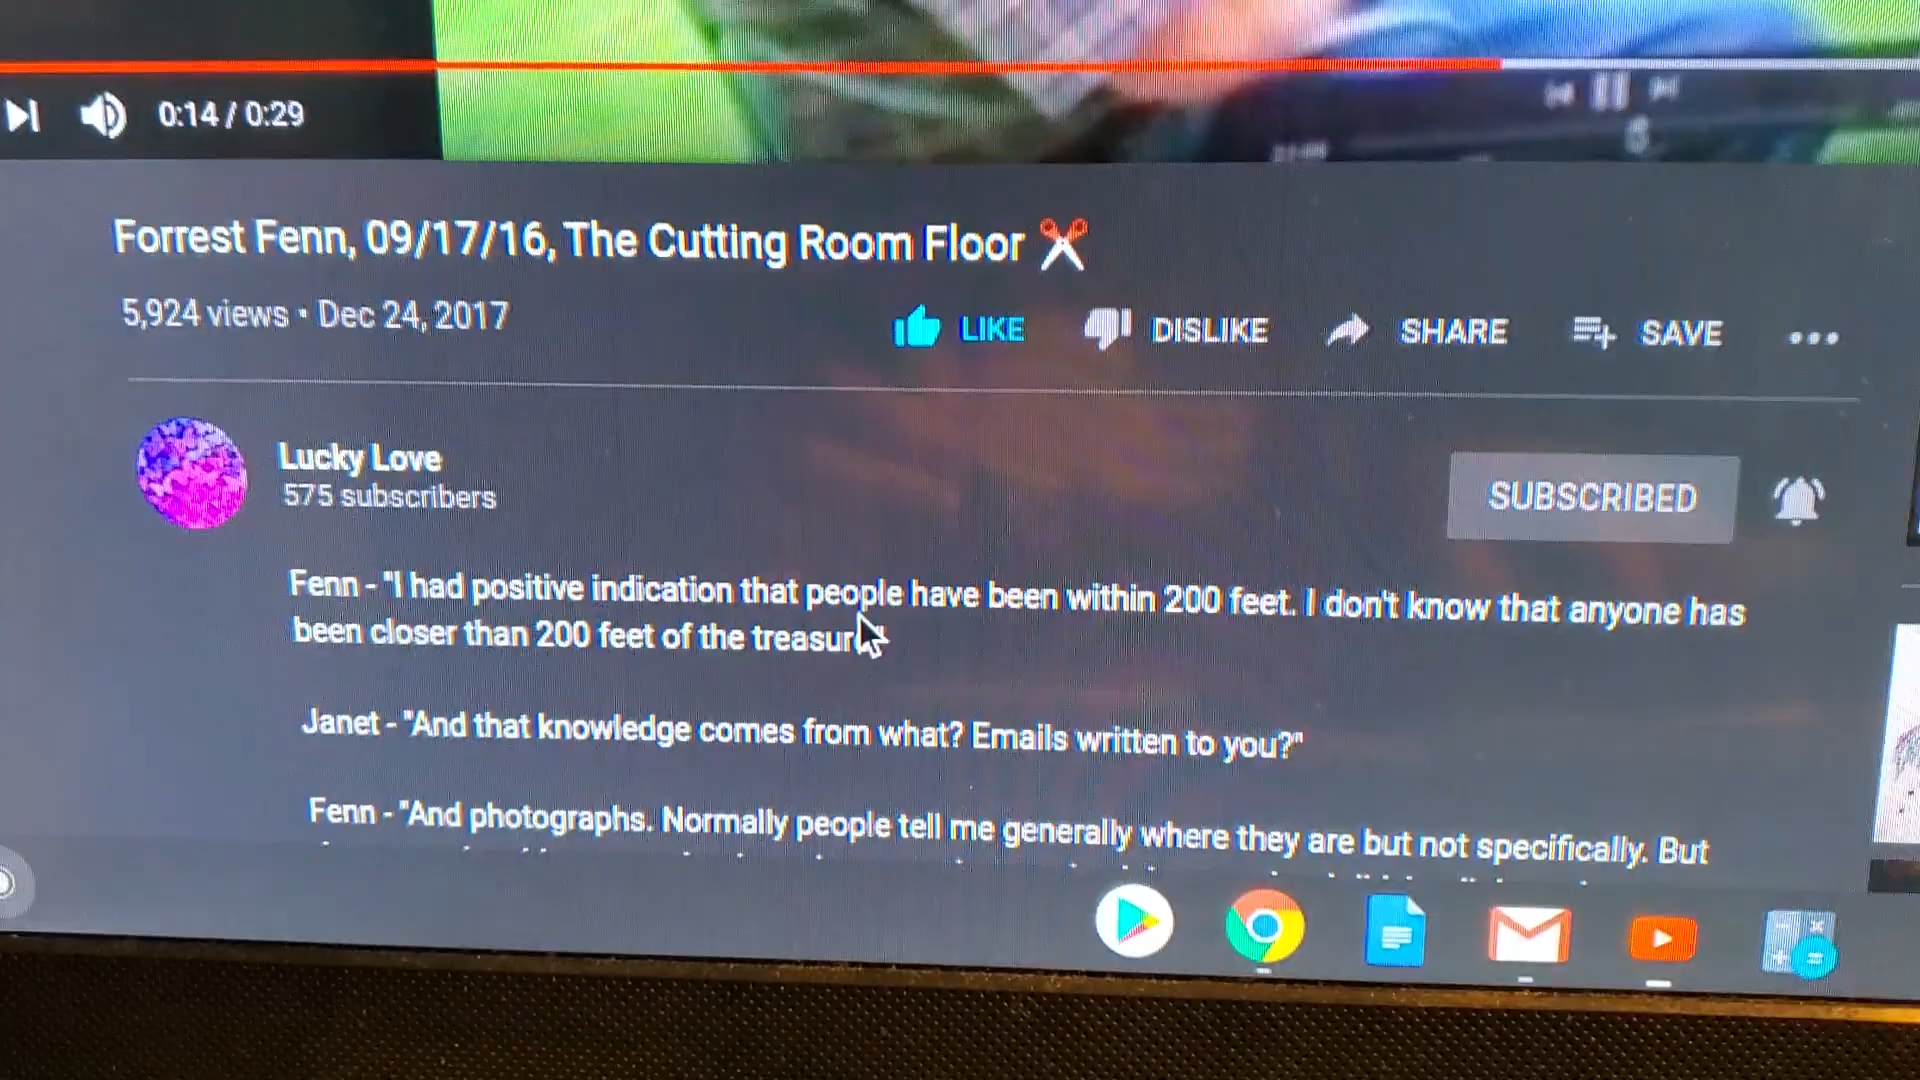 0:14 / 0:29
Forrest Fenn, 09/17/16, The Cutting Room Floor
5,924 views • Dec 24, 2017
LIKE DISLIKE SHARE SAVE
Lucky Love
575 subscribers
SUBSCRIBED
Fenn - "I had positive indication that people have been within 200 feet. I don't know that anyone has
been closer than 200 feet of the
Janet - "And that knowledge comes from what? Emails written to you?"
Fenn - "And photographs. Normally people tell me generally where they are but not specifically. But